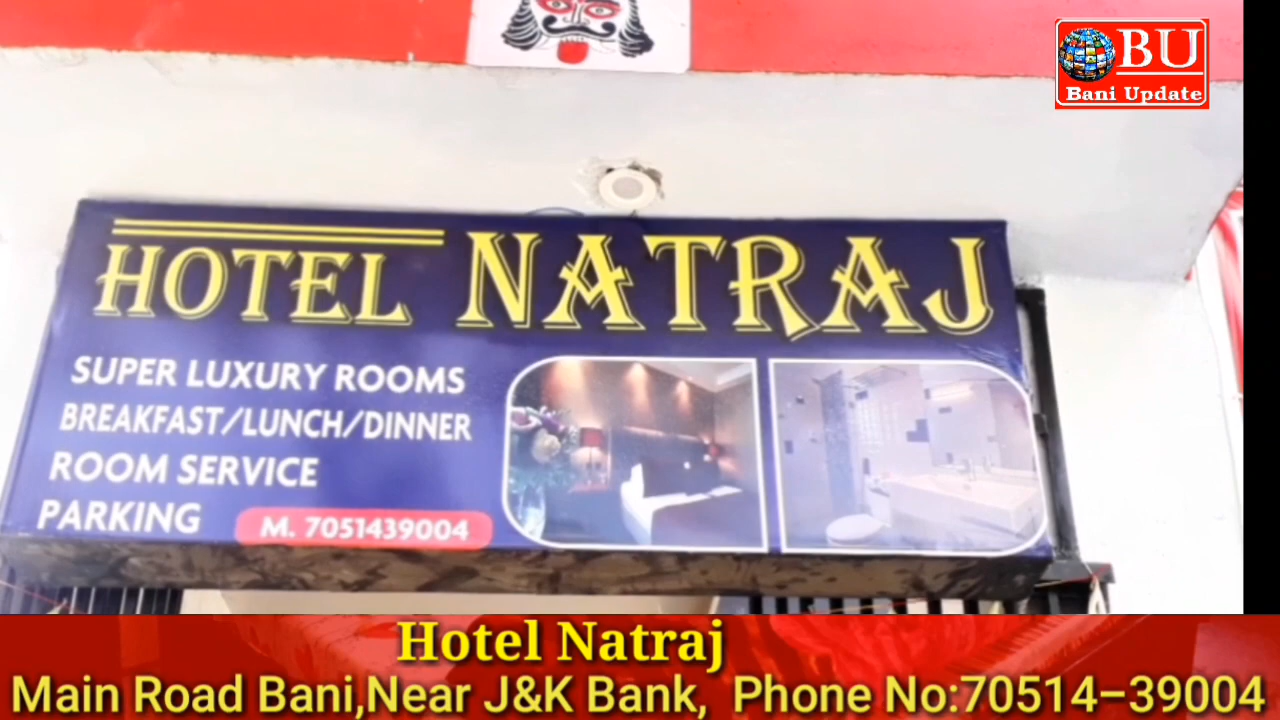 BU
Bani Update
HOTEL NATRAJ
SUPER LUXURY ROOMS
BREAKFAST/LUNCH/DINNER
ROOM SERVICE
PARKING
M. 7051439004
Hotel Natraj
Main Road Bani,Near J&K Bank, Phone No:70514–39004